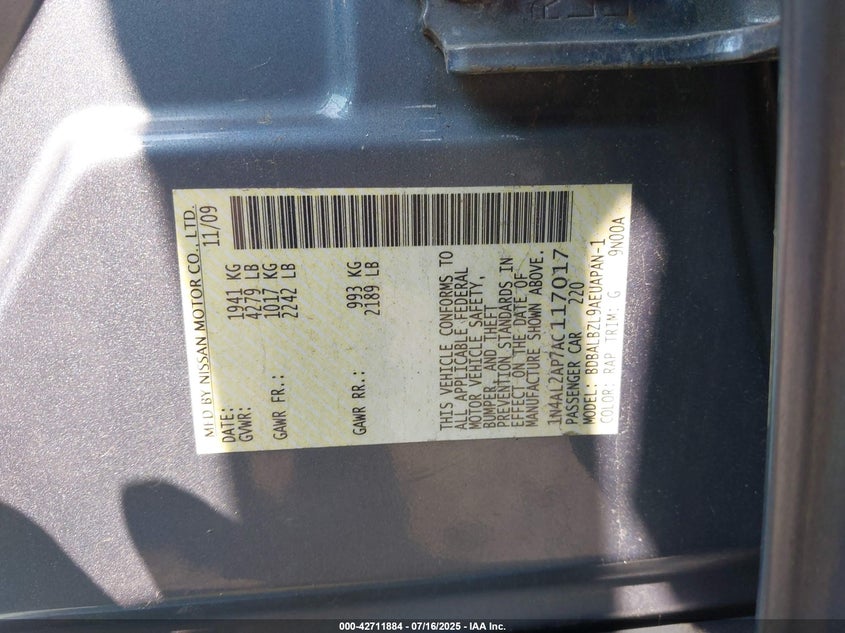 MFD BY NISSAN MOTOR CO., LTD.
DATE: 11/09
GVWR: 1941 KG
4279 LB
GAWR FR.: 1017 KG
2242 LB
GAWR RR.: 993 KG
2189 LB
THIS VEHICLE CONFORMS TO
ALL APPLICABLE FEDERAL
MOTOR VEHICLE SAFETY,
BUMPER, AND THEFT
PREVENTION STANDARDS IN
EFFECT ON THE DATE OF
MANUFACTURE SHOWN ABOVE.
1N4AL2AP7AC117017
PASSENGER CAR 220
MODEL: BDBALBZL9AEUAPAN-1
COLOR: RAP TRIM: G 9N00A
000-42711884 - 07/16/2025 - IAA Inc.